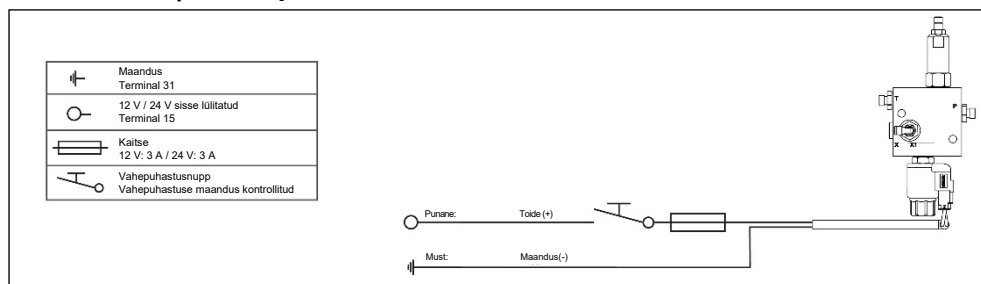 Maandus
Terminal 31
12 V / 24 V sisse lülitatud
Terminal 15
Kaitse
12 V: 3 A / 24 V: 3 A
Vahepuhastusnupp
Vahepuhastuse maandus kontrollitud
T
P
X X1
Punane: Toide (+)
Must: Maandus(-)